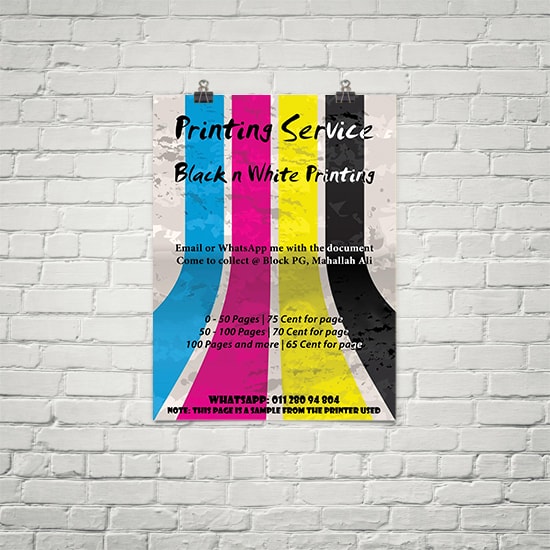 Printing Service
Black n White Printing
Email or WhatsApp me with the document
Come to collect @ Block PG, Mahallah Ali
0 - 50 Pages | 75 Cent for page
50 - 100 Pages | 70 Cent for page
100 Pages and more | 65 Cent for page
WHATSAPP: 011 280 94 804
NOTE: THIS PAGE IS A SAMPLE FROM THE PRINTER USED